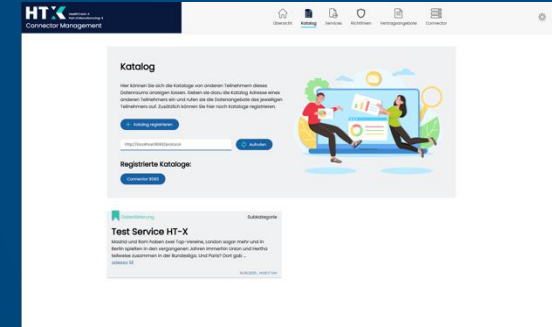 HTX
Connector Management
Übersicht Katalog Services Richtlinien Vertragsangebote Connector
Katalog
Hier können Sie sich die Kataloge von anderen Teilnehmern dieses
Datenraums anzeigen lassen. Geben sie dazu die Katalog Adresse eines
anderen Teilnehmers ein und rufen sie die Datenangebote des jeweiligen
Teilnehmers auf. Zusätzlich können Sie hier noch Kataloge registrieren.
+ Katalog registrieren
Aufrufen
Registrierte Kataloge:
Connector
Datenlieferung Subkategorie
Test Service HT-X
Madrid und Rom haben zwei Top-Vereine, London sogar mehr und in
Berlin spielten in den vergangenen Jahren immerhin Union und Hertha
teilweise zusammen in der Bundesliga. Und Paris? Dort gab ...